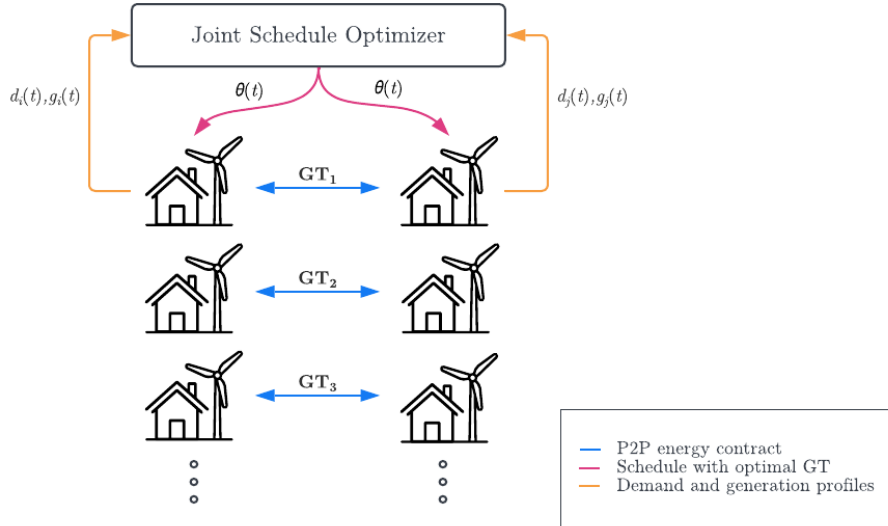 Joint Schedule Optimizer
θ(t) θ(t)
d_i(t),g_i(t) d_j(t),g_j(t)
GT_1
GT_2
GT_3
P2P energy contract
Schedule with optimal GT
Demand and generation profiles